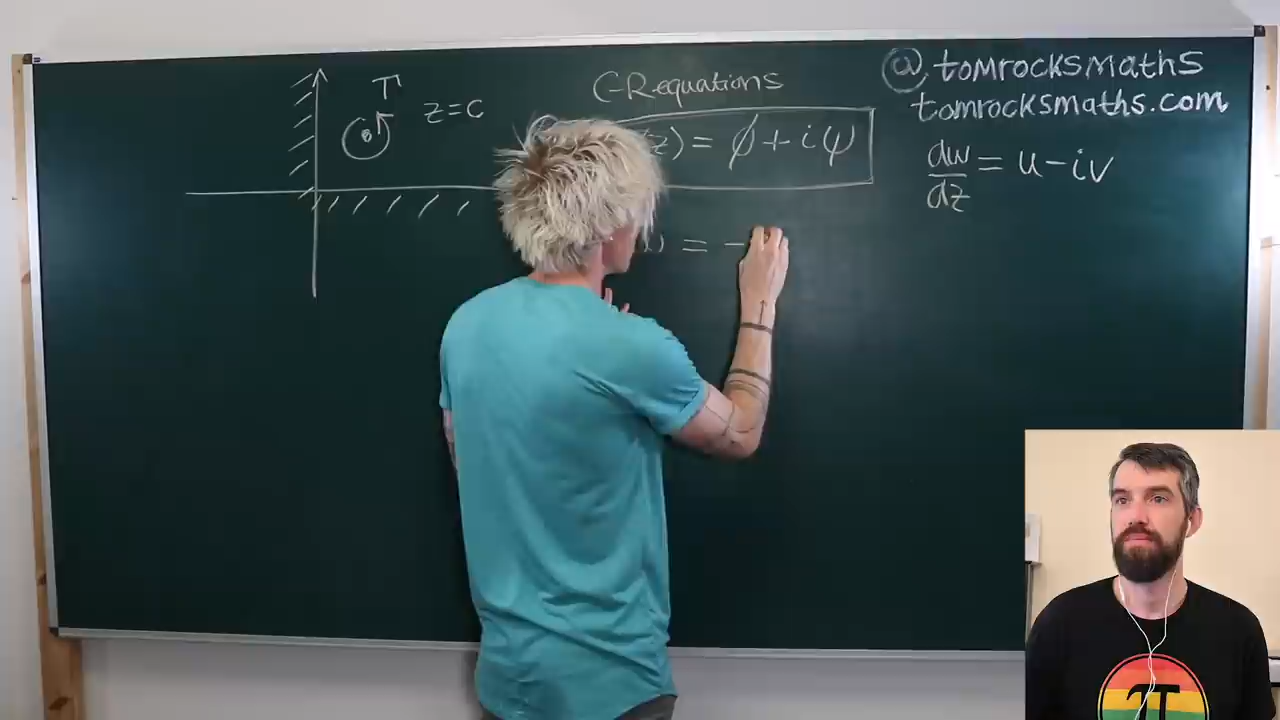 Γ
z=c
C-R equations
(z) = φ + iψ
w = -
@tomrocksmaths
tomrocksmaths.com
dw/dz = u - iv
π